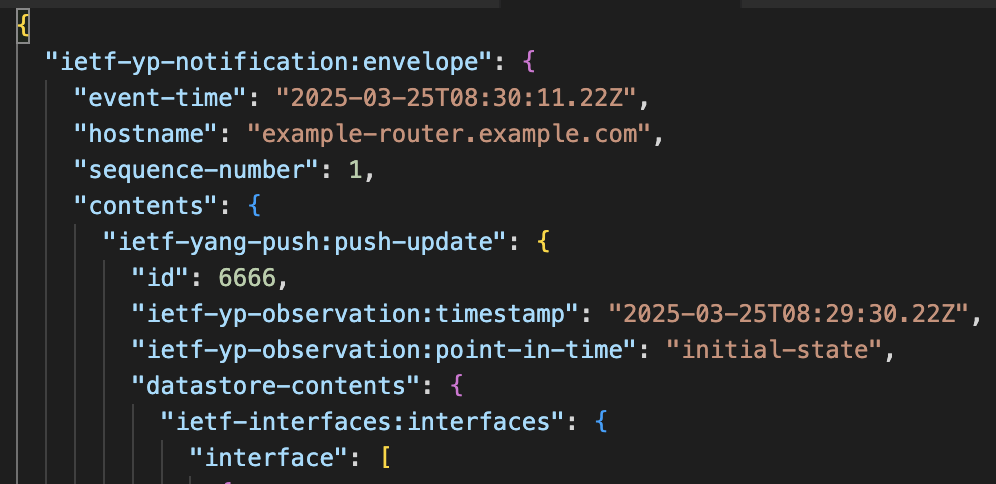 {
"ietf-yp-notification:envelope": {
"event-time": "2025-03-25T08:30:11.22Z",
"hostname": "example-router.example.com",
"sequence-number": 1,
"contents": {
"ietf-yang-push:push-update": {
"id": 6666,
"ietf-yp-observation:timestamp": "2025-03-25T08:29:30.22Z",
"ietf-yp-observation:point-in-time": "initial-state",
"datastore-contents": {
"ietf-interfaces:interfaces": {
"interface": [